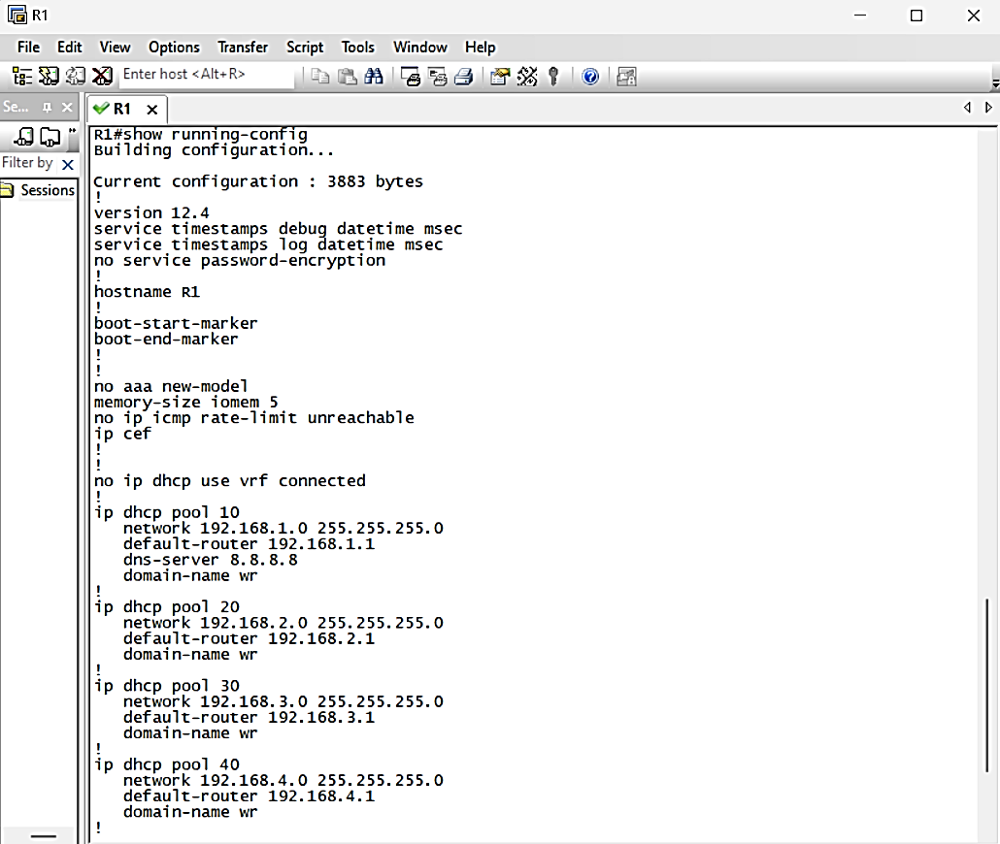 R1
File Edit View Options Transfer Script Tools Window Help
Enter host <Alt+R>
Se...
R1
Filter by
Sessions
R1#show running-config
Building configuration...
Current configuration : 3883 bytes
!
version 12.4
service timestamps debug datetime msec
service timestamps log datetime msec
no service password-encryption
!
hostname R1
!
boot-start-marker
boot-end-marker
!
!
no aaa new-model
memory-size iomem 5
no ip icmp rate-limit unreachable
ip cef
!
!
no ip dhcp use vrf connected
!
ip dhcp pool 10
   network 192.168.1.0 255.255.255.0
   default-router 192.168.1.1
   dns-server 8.8.8.8
   domain-name wr
!
ip dhcp pool 20
   network 192.168.2.0 255.255.255.0
   default-router 192.168.2.1
   domain-name wr
!
ip dhcp pool 30
   network 192.168.3.0 255.255.255.0
   default-router 192.168.3.1
   domain-name wr
!
ip dhcp pool 40
   network 192.168.4.0 255.255.255.0
   default-router 192.168.4.1
   domain-name wr
!